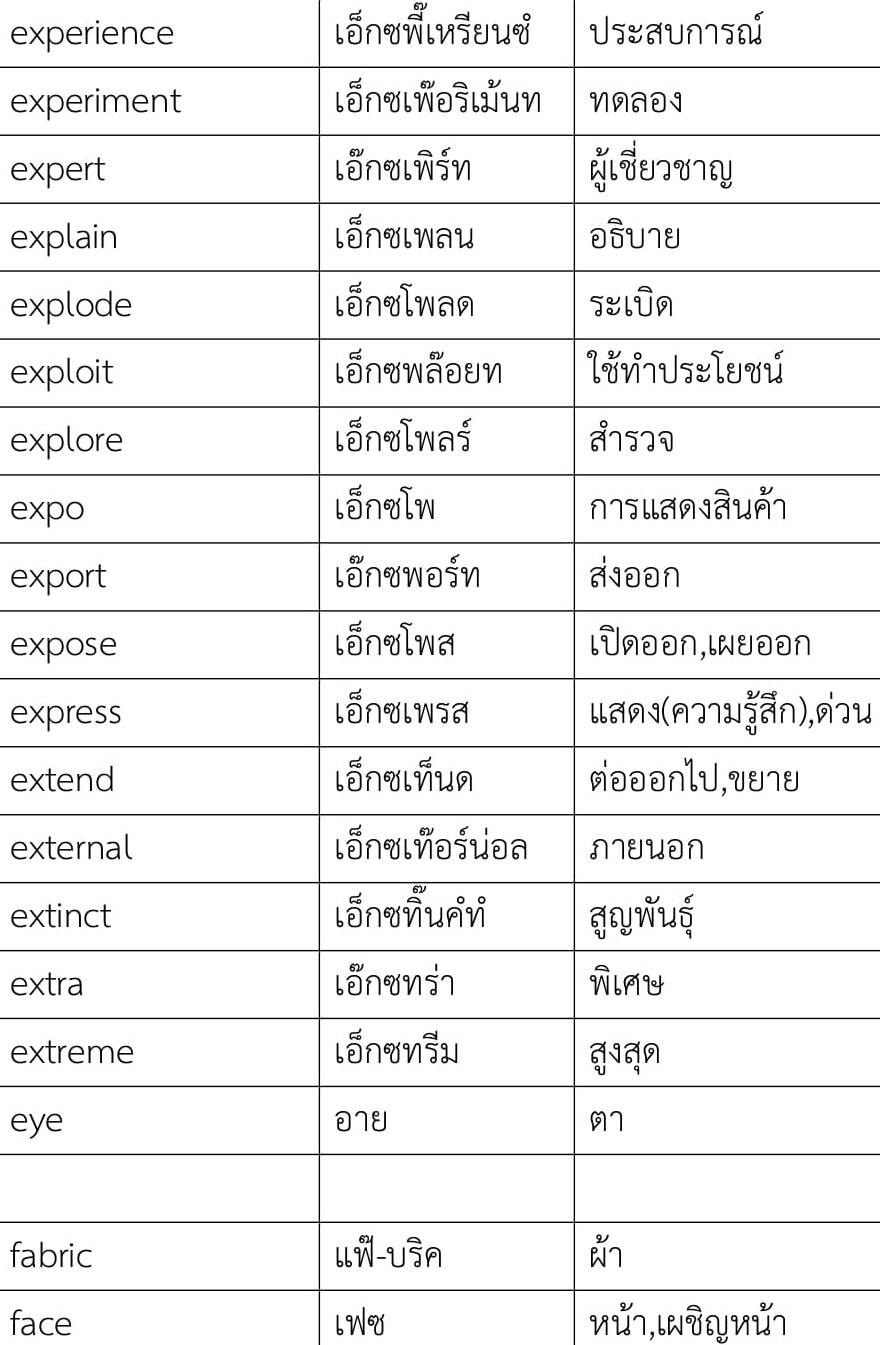 experience เอ็กซพี๊เหรียนซํ ประสบการณ์
experiment เอ็กซเพ๊อริเม้นท ทดลอง
expert เอ๊กซเพิร์ท ผู้เชี่ยวชาญ
explain เอ็กซเพลน อธิบาย
explode เอ็กซโพลด ระเบิด
exploit เอ็กซพล๊อยท ใช้ทำประโยชน์
explore เอ็กซโพลร์ สำรวจ
expo เอ็กซโพ การแสดงสินค้า
export เอ๊กซพอร์ท ส่งออก
expose เอ็กซโพส เปิดออก,เผยออก
express เอ็กซเพรส แสดง(ความรู้สึก),ด่วน
extend เอ็กซเท็นด ต่อออกไป,ขยาย
external เอ็กซเท๊อร์น่อล ภายนอก
extinct เอ็กซทิ๊นคํทํ สูญพันธุ์
extra เอ๊กซทร่า พิเศษ
extreme เอ็กซทรีม สูงสุด
eye อาย ตา
fabric แฟ๊-บริค ผ้า
face เฟซ หน้า,เผชิญหน้า